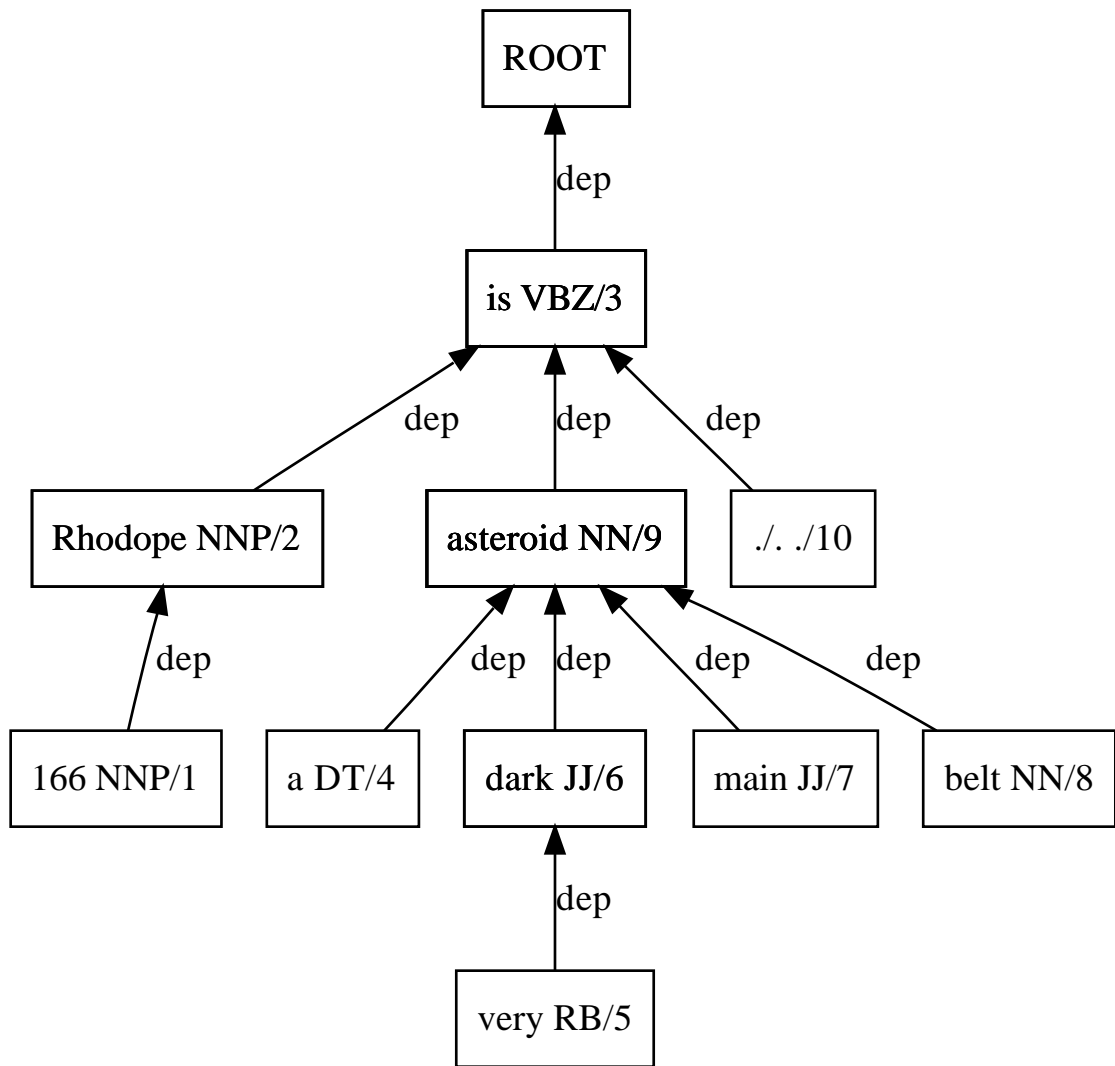 ROOT
dep
is VBZ/3
dep dep dep
Rhodope NNP/2 asteroid NN/9 ./. ./10
dep dep dep dep dep
166 NNP/1 a DT/4 dark JJ/6 main JJ/7 belt NN/8
dep
very RB/5